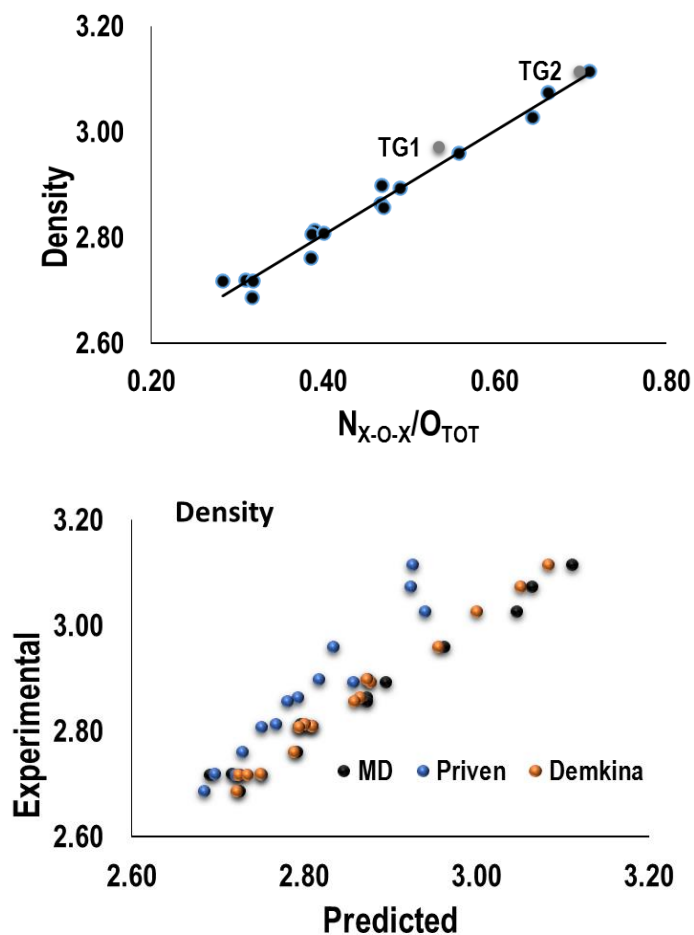 3.20
TG2
3.00
TG1
Density
2.80
2.60
0.20 0.40 0.60 0.80
N_X-O-X/O_TOT
Density
3.20
3.00
Experimental
2.80
MD Priven Demkina
2.60
2.60 2.80 3.00 3.20
Predicted